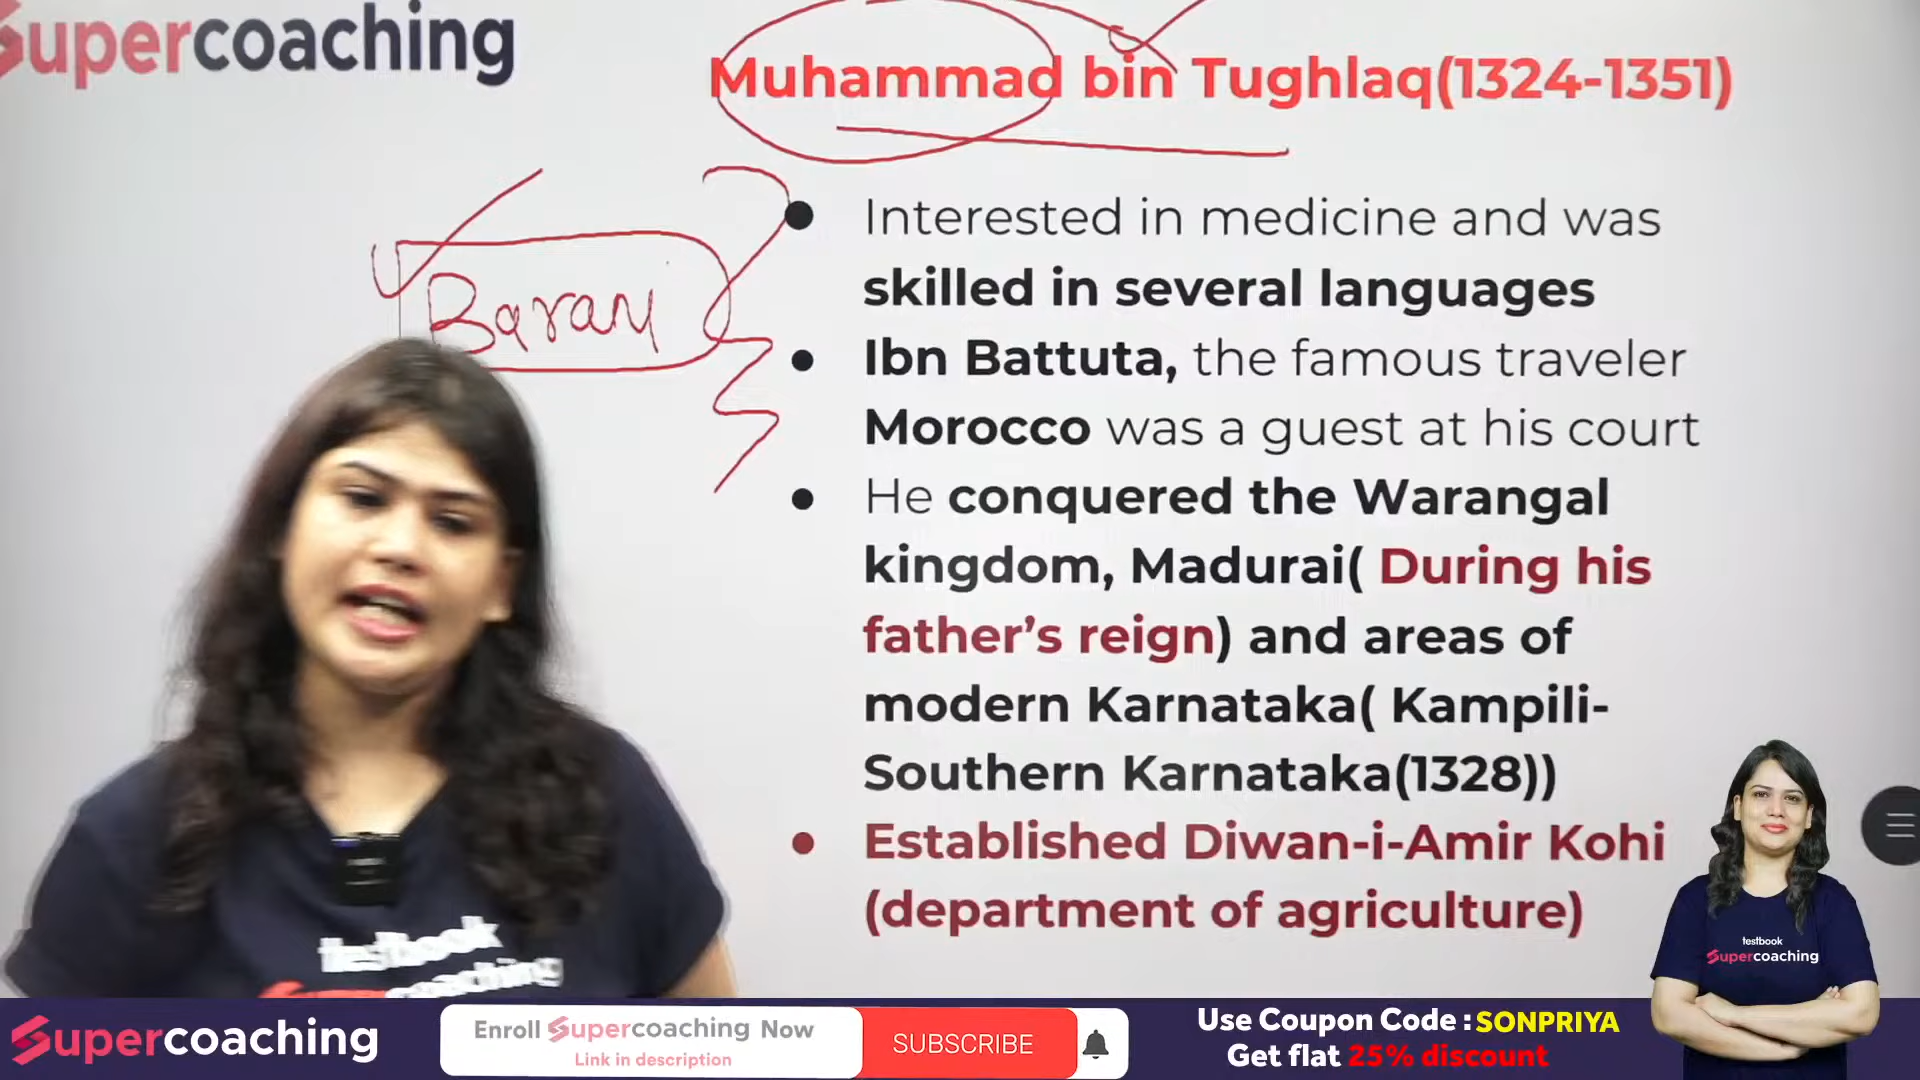 Supercoaching
Muhammad bin Tughlaq(1324-1351)
Barani
• Interested in medicine and was
skilled in several languages
• Ibn Battuta, the famous traveler
Morocco was a guest at his court
• He conquered the Warangal
kingdom, Madurai( During his
father's reign) and areas of
modern Karnataka( Kampili-
Southern Karnataka(1328))
• Established Diwan-i-Amir Kohi
(department of agriculture)
testbook
coaching
testbook
Supercoaching
Supercoaching
Enroll Supercoaching Now
Link in description
SUBSCRIBE
Use Coupon Code : SONPRIYA
Get flat 25% discount